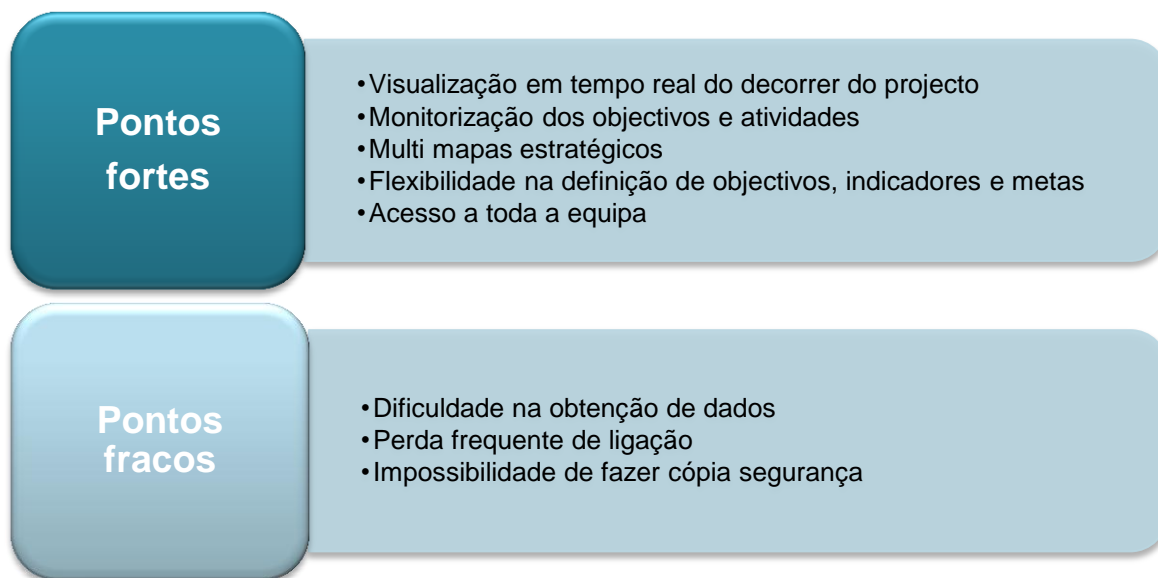 Pontos
fortes
•Visualização em tempo real do decorrer do projecto
•Monitorização dos objectivos e atividades
•Multi mapas estratégicos
•Flexibilidade na definição de objectivos, indicadores e metas
•Acesso a toda a equipa
Pontos
fracos
•Dificuldade na obtenção de dados
•Perda frequente de ligação
•Impossibilidade de fazer cópia segurança